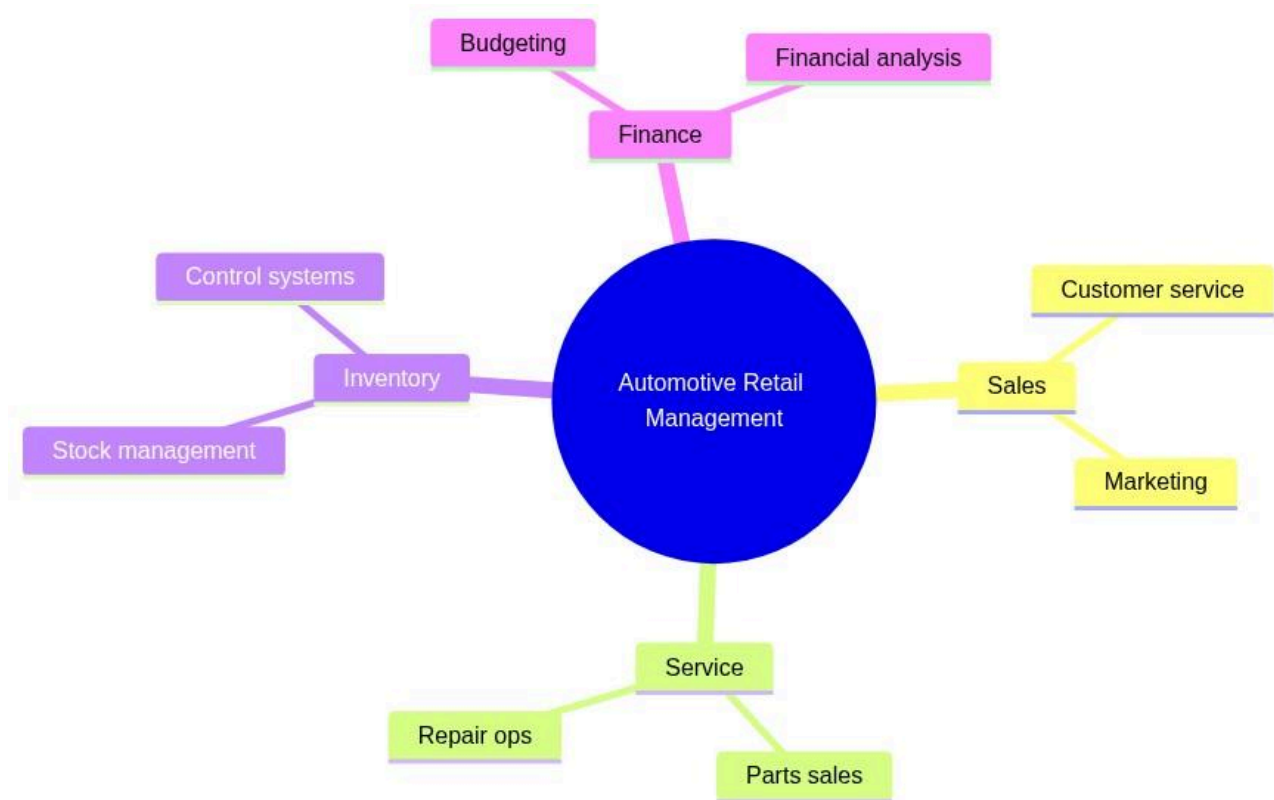 Budgeting
Financial analysis
Finance
Control systems
Customer service
Inventory
Automotive Retail
Management
Sales
Stock management
Marketing
Service
Repair ops
Parts sales